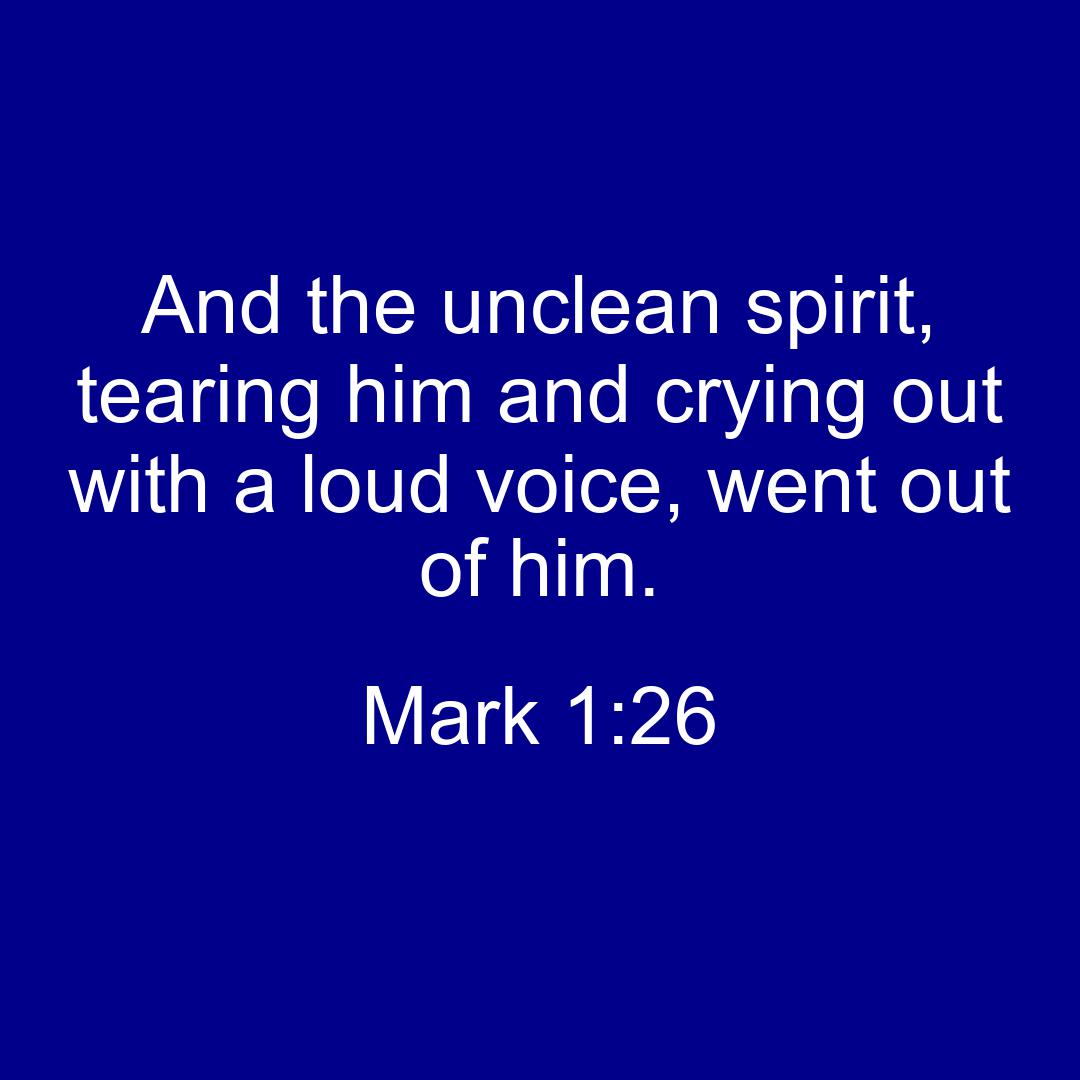 And the unclean spirit,
tearing him and crying out
with a loud voice, went out
of him.
Mark 1:26